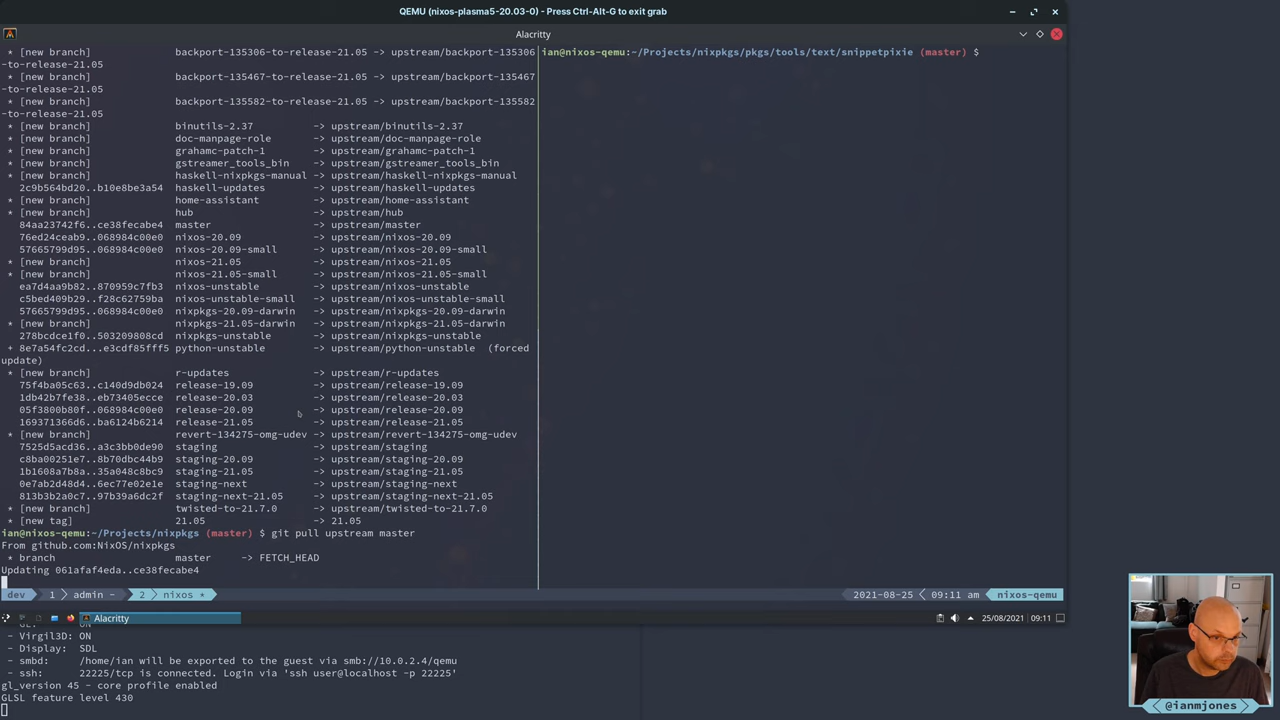 QEMU (nixos-plasma5-20.03-0) - Press Ctrl-Alt-G to exit grab
Alacritty
* [new branch] backport-135306-to-release-21.05 -> upstream/backport-135306
-to-release-21.05
* [new branch] backport-135467-to-release-21.05 -> upstream/backport-135467
-to-release-21.05
* [new branch] backport-135582-to-release-21.05 -> upstream/backport-135582
-to-release-21.05
* [new branch] binutils-2.37 -> upstream/binutils-2.37
* [new branch] doc-manpage-role -> upstream/doc-manpage-role
* [new branch] grahamc-patch-1 -> upstream/grahamc-patch-1
* [new branch] gstreamer_tools_bin -> upstream/gstreamer_tools_bin
* [new branch] haskell-nixpkgs-manual -> upstream/haskell-nixpkgs-manual
2c9b564bd20..b10e8be3a54 haskell-updates -> upstream/haskell-updates
* [new branch] home-assistant -> upstream/home-assistant
* [new branch] hub -> upstream/hub
84aa23742f6..ce38fecabe4 master -> upstream/master
76ed24ceab9..068984c00e0 nixos-20.09 -> upstream/nixos-20.09
57665799d95..068984c00e0 nixos-20.09-small -> upstream/nixos-20.09-small
* [new branch] nixos-21.05 -> upstream/nixos-21.05
* [new branch] nixos-21.05-small -> upstream/nixos-21.05-small
ea7d4aa9b82..870959c7fb3 nixos-unstable -> upstream/nixos-unstable
c5bed409b29..f28c62759ba nixos-unstable-small -> upstream/nixos-unstable-small
57665799d95..068984c00e0 nixpkgs-20.09-darwin -> upstream/nixpkgs-20.09-darwin
* [new branch] nixpkgs-21.05-darwin -> upstream/nixpkgs-21.05-darwin
278bcdce1f0..503209808cd nixpkgs-unstable -> upstream/nixpkgs-unstable
+ 8e7a54fc2cd...e3cdf85fff5 python-unstable -> upstream/python-unstable (forced
update)
* [new branch] r-updates -> upstream/r-updates
75f4ba05c63..c140d9db024 release-19.09 -> upstream/release-19.09
1db42b7fe38..eb73405ecce release-20.03 -> upstream/release-20.03
05f3800b80f..068984c00e0 release-20.09 -> upstream/release-20.09
169371366d6..ba6124b6214 release-21.05 -> upstream/release-21.05
* [new branch] revert-134275-omg-udev -> upstream/revert-134275-omg-udev
7525d5acd36..a3c3bb0de90 staging -> upstream/staging
c8ba00251e7..8b70dbc44b9 staging-20.09 -> upstream/staging-20.09
1b1608a7b8a..35a048c8bc9 staging-21.05 -> upstream/staging-21.05
0e7ab2d48d4..6ec77e02e1e staging-next -> upstream/staging-next
813b3b2a0c7..97b39a6dc2f staging-next-21.05 -> upstream/staging-next-21.05
* [new branch] twisted-to-21.7.0 -> upstream/twisted-to-21.7.0
* [new tag] 21.05 -> 21.05
ian@nixos-qemu:~/Projects/nixpkgs (master) $ git pull upstream master
From github.com:NixOS/nixpkgs
* branch master -> FETCH_HEAD
Updating 061afaf4eda..ce38fecabe4
ian@nixos-qemu:~/Projects/nixpkgs/pkgs/tools/text/snippetpixie (master) $
dev 1 admin - 2 nixos * 2021-08-25 09:11 am nixos-qemu
Alacritty 25/08/2021 09:11
- GL: ON
- Virgil3D: ON
- Display: SDL
- smbd: /home/ian will be exported to the guest via smb://10.0.2.4/qemu
- ssh: 22225/tcp is connected. Login via 'ssh user@localhost -p 22225'
gl_version 45 - core profile enabled
GLSL feature level 430
@ianmjones